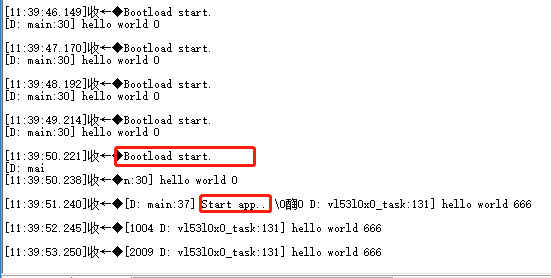 [11:39:46.149]收←◆Bootload start.
[D: main:30] hello world 0
[11:39:47.170]收←◆Bootload start.
[D: main:30] hello world 0
[11:39:48.192]收←◆Bootload start.
[D: main:30] hello world 0
[11:39:49.214]收←◆Bootload start.
[D: main:30] hello world 0
[11:39:50.221]收←◆Bootload start.
[D: mai
[11:39:50.238]收←◆n:30] hello world 0
[11:39:51.240]收←◆[D: main:37] Start app.. \0 0 D: vl53l0x0_task:131] hello world 666
[11:39:52.245]收←◆[1004 D: vl53l0x0_task:131] hello world 666
[11:39:53.250]收←◆[2009 D: vl53l0x0_task:131] hello world 666